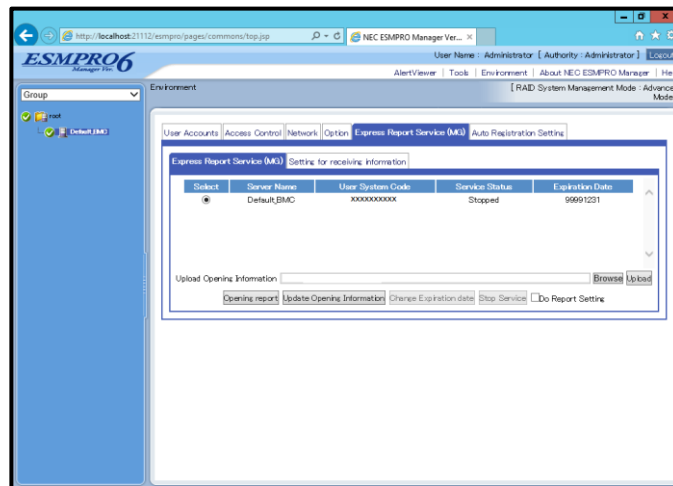 http://localhost:21112/esmpro/pages/commons/top.jsp
NEC ESMPRO Manager Ver...
ESMPRO6
Manager Ver.
User Name : Administrator [ Authority : Administrator ] Logout
AlertViewer | Tools | Environment | About NEC ESMPRO Manager | He
Group
Environment
[ RAID System Management Mode : Advance
Mode
root
Default_BMC
User Accounts Access Control Network Option Express Report Service (MG) Auto Registration Setting
Express Report Service (MG) Setting for receiving information
Select Server Name User System Code Service Status Expiration Date
Default_BMC XXXXXXXXXX Stopped 99991231
Upload Opening Information Browse Upload
Opening report Update Opening Information Change Expiration date Stop Service Do Report Setting